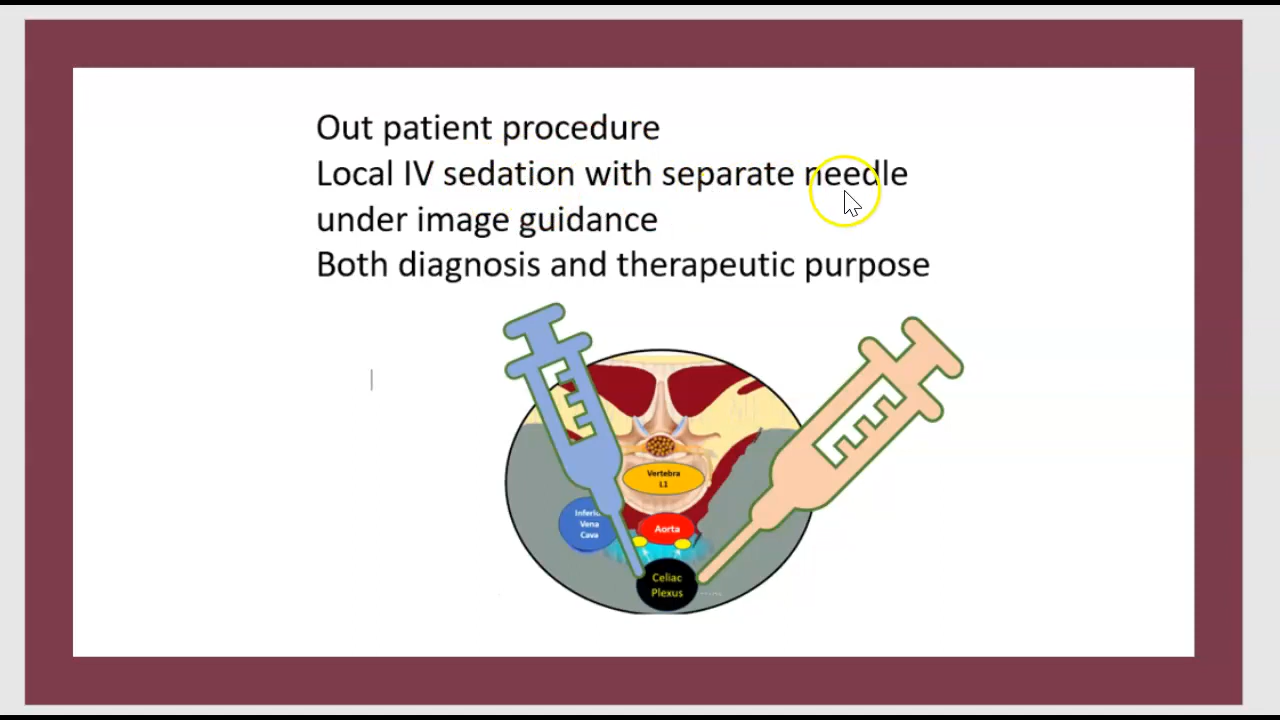 Out patient procedure
Local IV sedation with separate needle
under image guidance
Both diagnosis and therapeutic purpose
Vertebra
L1
Vena
Cava
Aorta
Celiac
Plexus